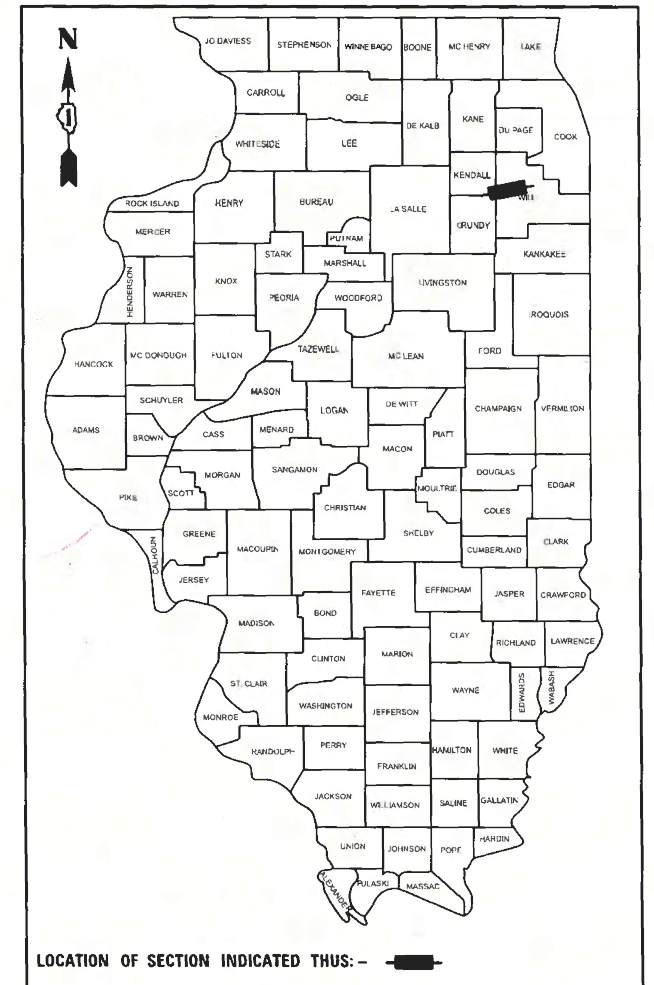 N
JO DAVIESS STEPHENSON WINNEBAGO BOONE MC HENRY LAKE
CARROLL OGLE KANE DU PAGE COOK
DE KALB
WHITESIDE LEE
KENDALL
ROCK ISLAND HENRY BUREAU LA SALLE WILL
MERCER PUTNAM GRUNDY
STARK MARSHALL KANKAKEE
HENDERSON WARREN KNOX PEORIA WOODFORD LIVINGSTON
IROQUOIS
HANCOCK MC DONOUGH FULTON TAZEWELL MC LEAN FORD
MASON
SCHUYLER LOGAN DE WITT
ADAMS BROWN CASS MENARD PIATT CHAMPAIGN VERMILION
MACON
PIKE SCOTT MORGAN SANGAMON MOULTRIE DOUGLAS EDGAR
CHRISTIAN COLES
GREENE SHELBY
CALHOUN MACOUPIN MONTGOMERY CUMBERLAND CLARK
JERSEY
FAYETTE EFFINGHAM JASPER CRAWFORD
MADISON BOND
CLAY RICHLAND LAWRENCE
CLINTON MARION
ST. CLAIR WAYNE EDWARDS WABASH
MONROE WASHINGTON JEFFERSON
RANDOLPH PERRY HAMILTON WHITE
FRANKLIN
JACKSON WILLIAMSON SALINE GALLATIN
UNION JOHNSON POPE HARDIN
ALEXANDER PULASKI MASSAC
LOCATION OF SECTION INDICATED THUS: -